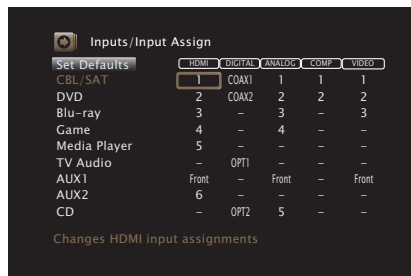 Inputs/Input Assign
Set Defaults HDMI DIGITAL ANALOG COMP VIDEO
CBL/SAT 1 COAX1 1 1 1
DVD 2 COAX2 2 2 2
Blu-ray 3 – 3 – 3
Game 4 – 4 – –
Media Player 5 – – – –
TV Audio – OPT1 – – –
AUX1 Front – Front – Front
AUX2 6 – – – –
CD – OPT2 5 – –
Changes HDMI input assignments